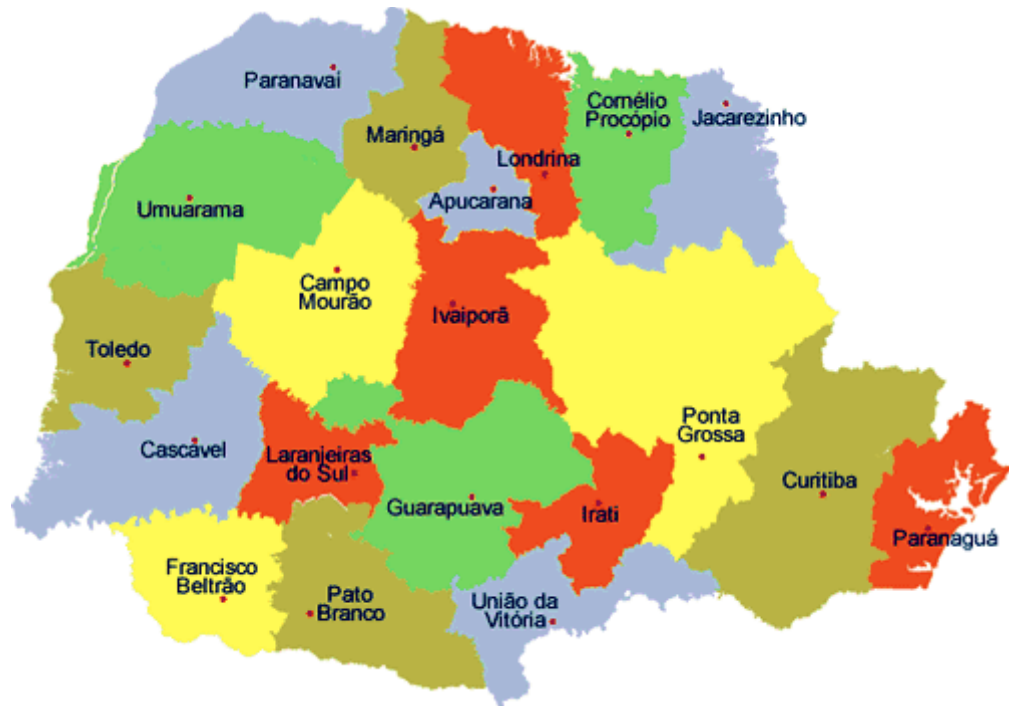 Paranavaí
Cornélio
Procópio
Jacarezinho
Maringá
Londrina
Apucarana
Umuarama
Campo
Mourão
Ivaiporã
Toledo
Ponta
Grossa
Cascável
Laranjeiras
do Sul
Curitiba
Guarapuava
Irati
Paranaguá
Francisco
Beltrão
Pato
Branco
União da
Vitória